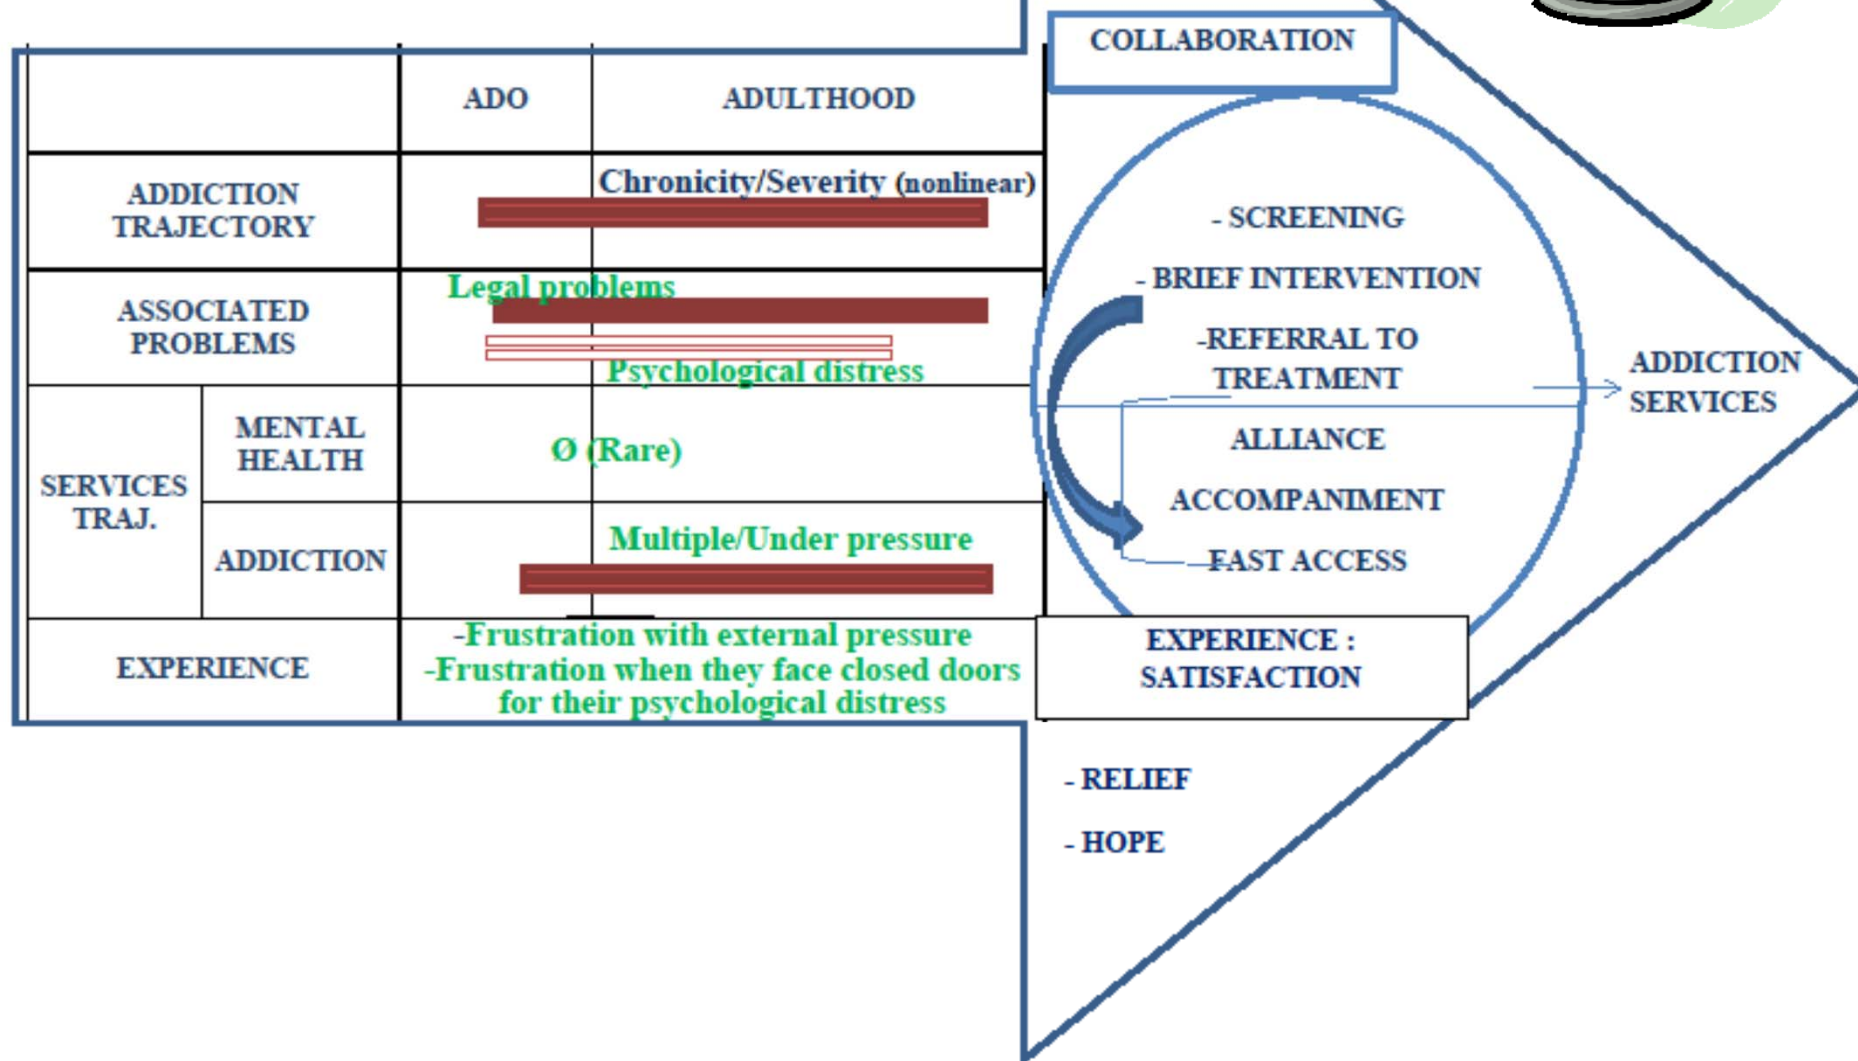 ADO
ADULTHOOD
ADDICTION
TRAJECTORY
Chronicity/Severity (nonlinear)
ASSOCIATED
PROBLEMS
Legal problems
Psychological distress
SERVICES
TRAJ.
MENTAL
HEALTH
Ø (Rare)
ADDICTION
Multiple/Under pressure
EXPERIENCE
-Frustration with external pressure
-Frustration when they face closed doors
for their psychological distress
COLLABORATION
- SCREENING
- BRIEF INTERVENTION
-REFERRAL TO
TREATMENT
ALLIANCE
ACCOMPANIMENT
FAST ACCESS
ADDICTION
SERVICES
EXPERIENCE :
SATISFACTION
- RELIEF
- HOPE